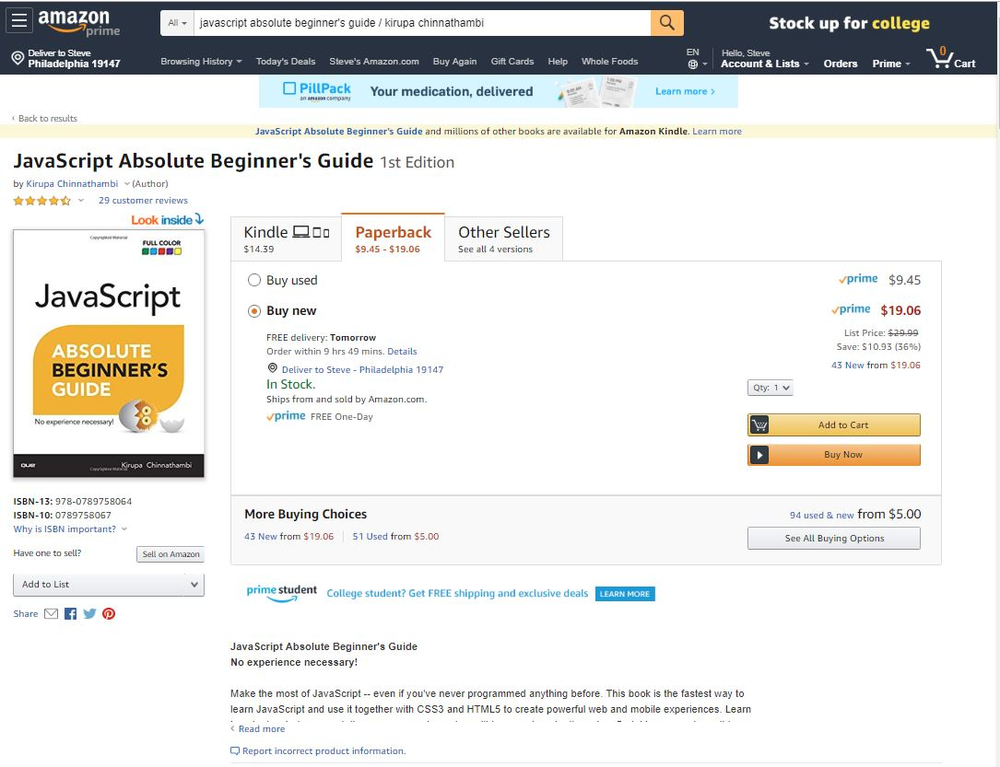 amazon
prime
All
javascript absolute beginner's guide / kirupa chinnathambi
Stock up for college
Deliver to Steve
Philadelphia 19147
Browsing History
Today's Deals
Steve's Amazon.com
Buy Again
Gift Cards
Help
Whole Foods
EN
Hello, Steve
Account & Lists
Orders
Prime
0
Cart
PillPack
an amazon company
Your medication, delivered
Learn more ›
‹ Back to results
JavaScript Absolute Beginner's Guide and millions of other books are available for Amazon Kindle. Learn more
JavaScript Absolute Beginner's Guide 1st Edition
by Kirupa Chinnathambi (Author)
29 customer reviews
Look inside
Copyrighted Material
FULL COLOR
JavaScript
ABSOLUTE
BEGINNER'S
GUIDE
No experience necessary!
que
Copyrighted Material
Kirupa Chinnathambi
ISBN-13: 978-0789758064
ISBN-10: 0789758067
Why is ISBN important?
Have one to sell?
Sell on Amazon
Add to List
Share
Kindle
$14.39
Paperback
$9.45 - $19.06
Other Sellers
See all 4 versions
Buy used
prime $9.45
Buy new
prime $19.06
FREE delivery: Tomorrow
Order within 9 hrs 49 mins. Details
Deliver to Steve - Philadelphia 19147
In Stock.
Ships from and sold by Amazon.com.
prime FREE One-Day
List Price: $29.99
Save: $10.93 (36%)
43 New from $19.06
Qty: 1
Add to Cart
Buy Now
More Buying Choices
43 New from $19.06
51 Used from $5.00
94 used & new from $5.00
See All Buying Options
prime student
College student? Get FREE shipping and exclusive deals
LEARN MORE
JavaScript Absolute Beginner's Guide
No experience necessary!
Make the most of JavaScript -- even if you've never programmed anything before. This book is the fastest way to
learn JavaScript and use it together with CSS3 and HTML5 to create powerful web and mobile experiences. Learn
‹ Read more
Report incorrect product information.